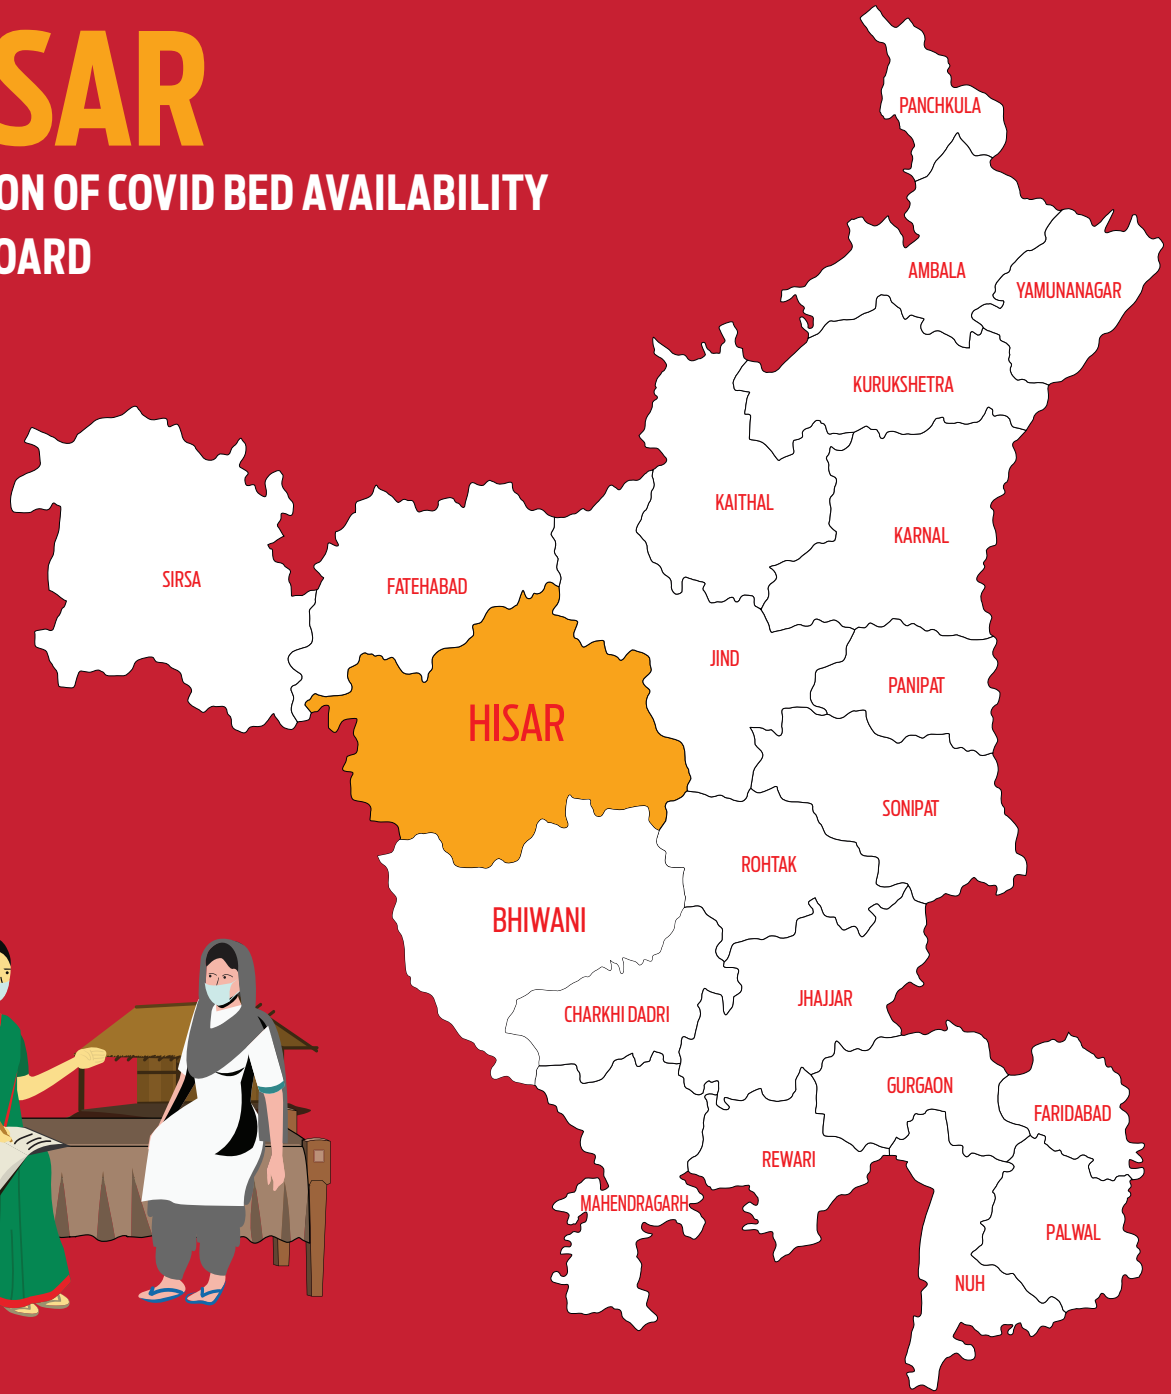 SAR
ON OF COVID BED AVAILABILITY
OARD
PANCHKULA
AMBALA
YAMUNANAGAR
KURUKSHETRA
KAITHAL
KARNAL
SIRSA
FATEHABAD
JIND
PANIPAT
HISAR
SONIPAT
ROHTAK
BHIWANI
CHARKHI DADRI
JHAJJAR
GURGAON
FARIDABAD
REWARI
MAHENDRAGARH
PALWAL
NUH